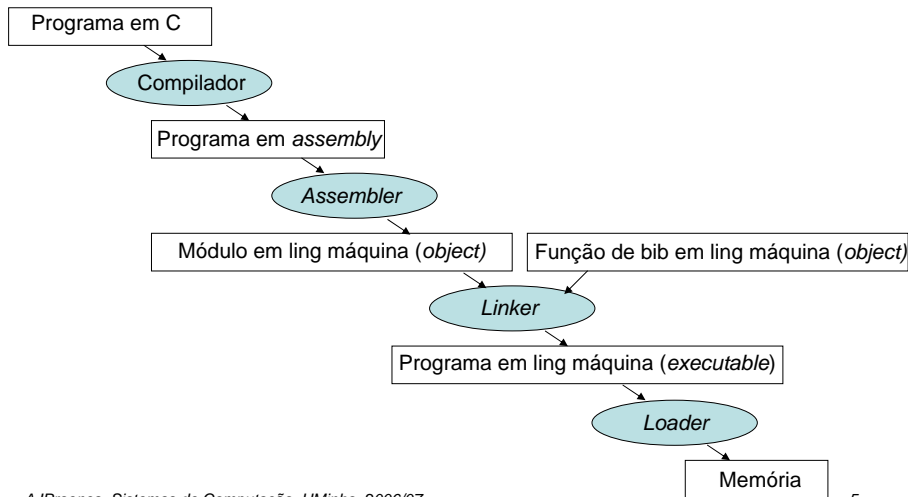 Programa em C
Compilador
Programa em assembly
Assembler
Módulo em ling máquina (object)
Função de bib em ling máquina (object)
Linker
Programa em ling máquina (executable)
Loader
Memória
5